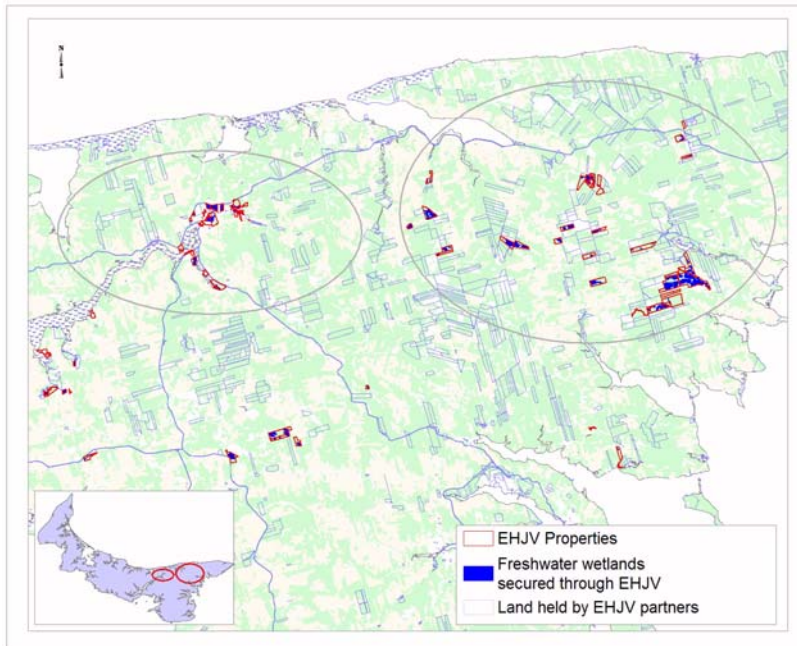 N
EHJV Properties
Freshwater wetlands
secured through EHJV
Land held by EHJV partners